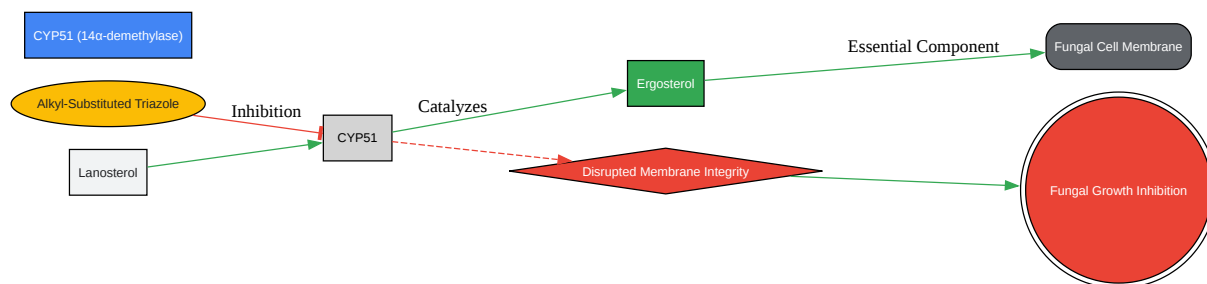 CYP51 (14α-demethylase)
Alkyl-Substituted Triazole
Inhibition
Lanosterol
CYP51
Catalyzes
Ergosterol
Essential Component
Fungal Cell Membrane
Disrupted Membrane Integrity
Fungal Growth Inhibition